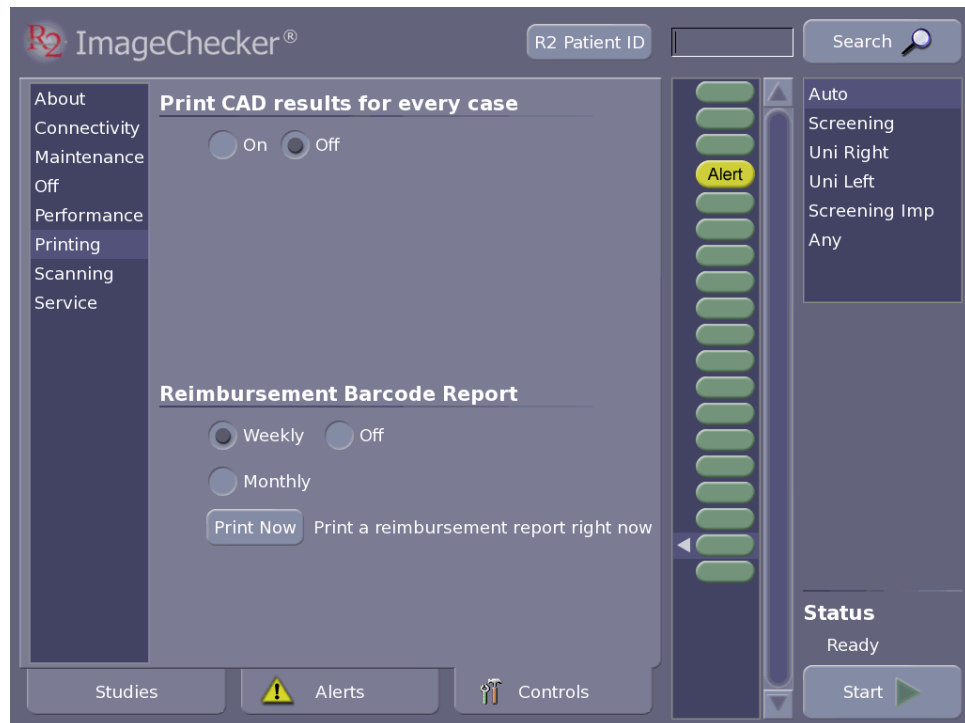 R2 ImageChecker®
R2 Patient ID
Search
About
Connectivity
Maintenance
Off
Performance
Printing
Scanning
Service
Print CAD results for every case
On Off
Reimbursement Barcode Report
Weekly Off
Monthly
Print Now Print a reimbursement report right now
Alert
Auto
Screening
Uni Right
Uni Left
Screening Imp
Any
Status
Ready
Start
Studies
Alerts
Controls